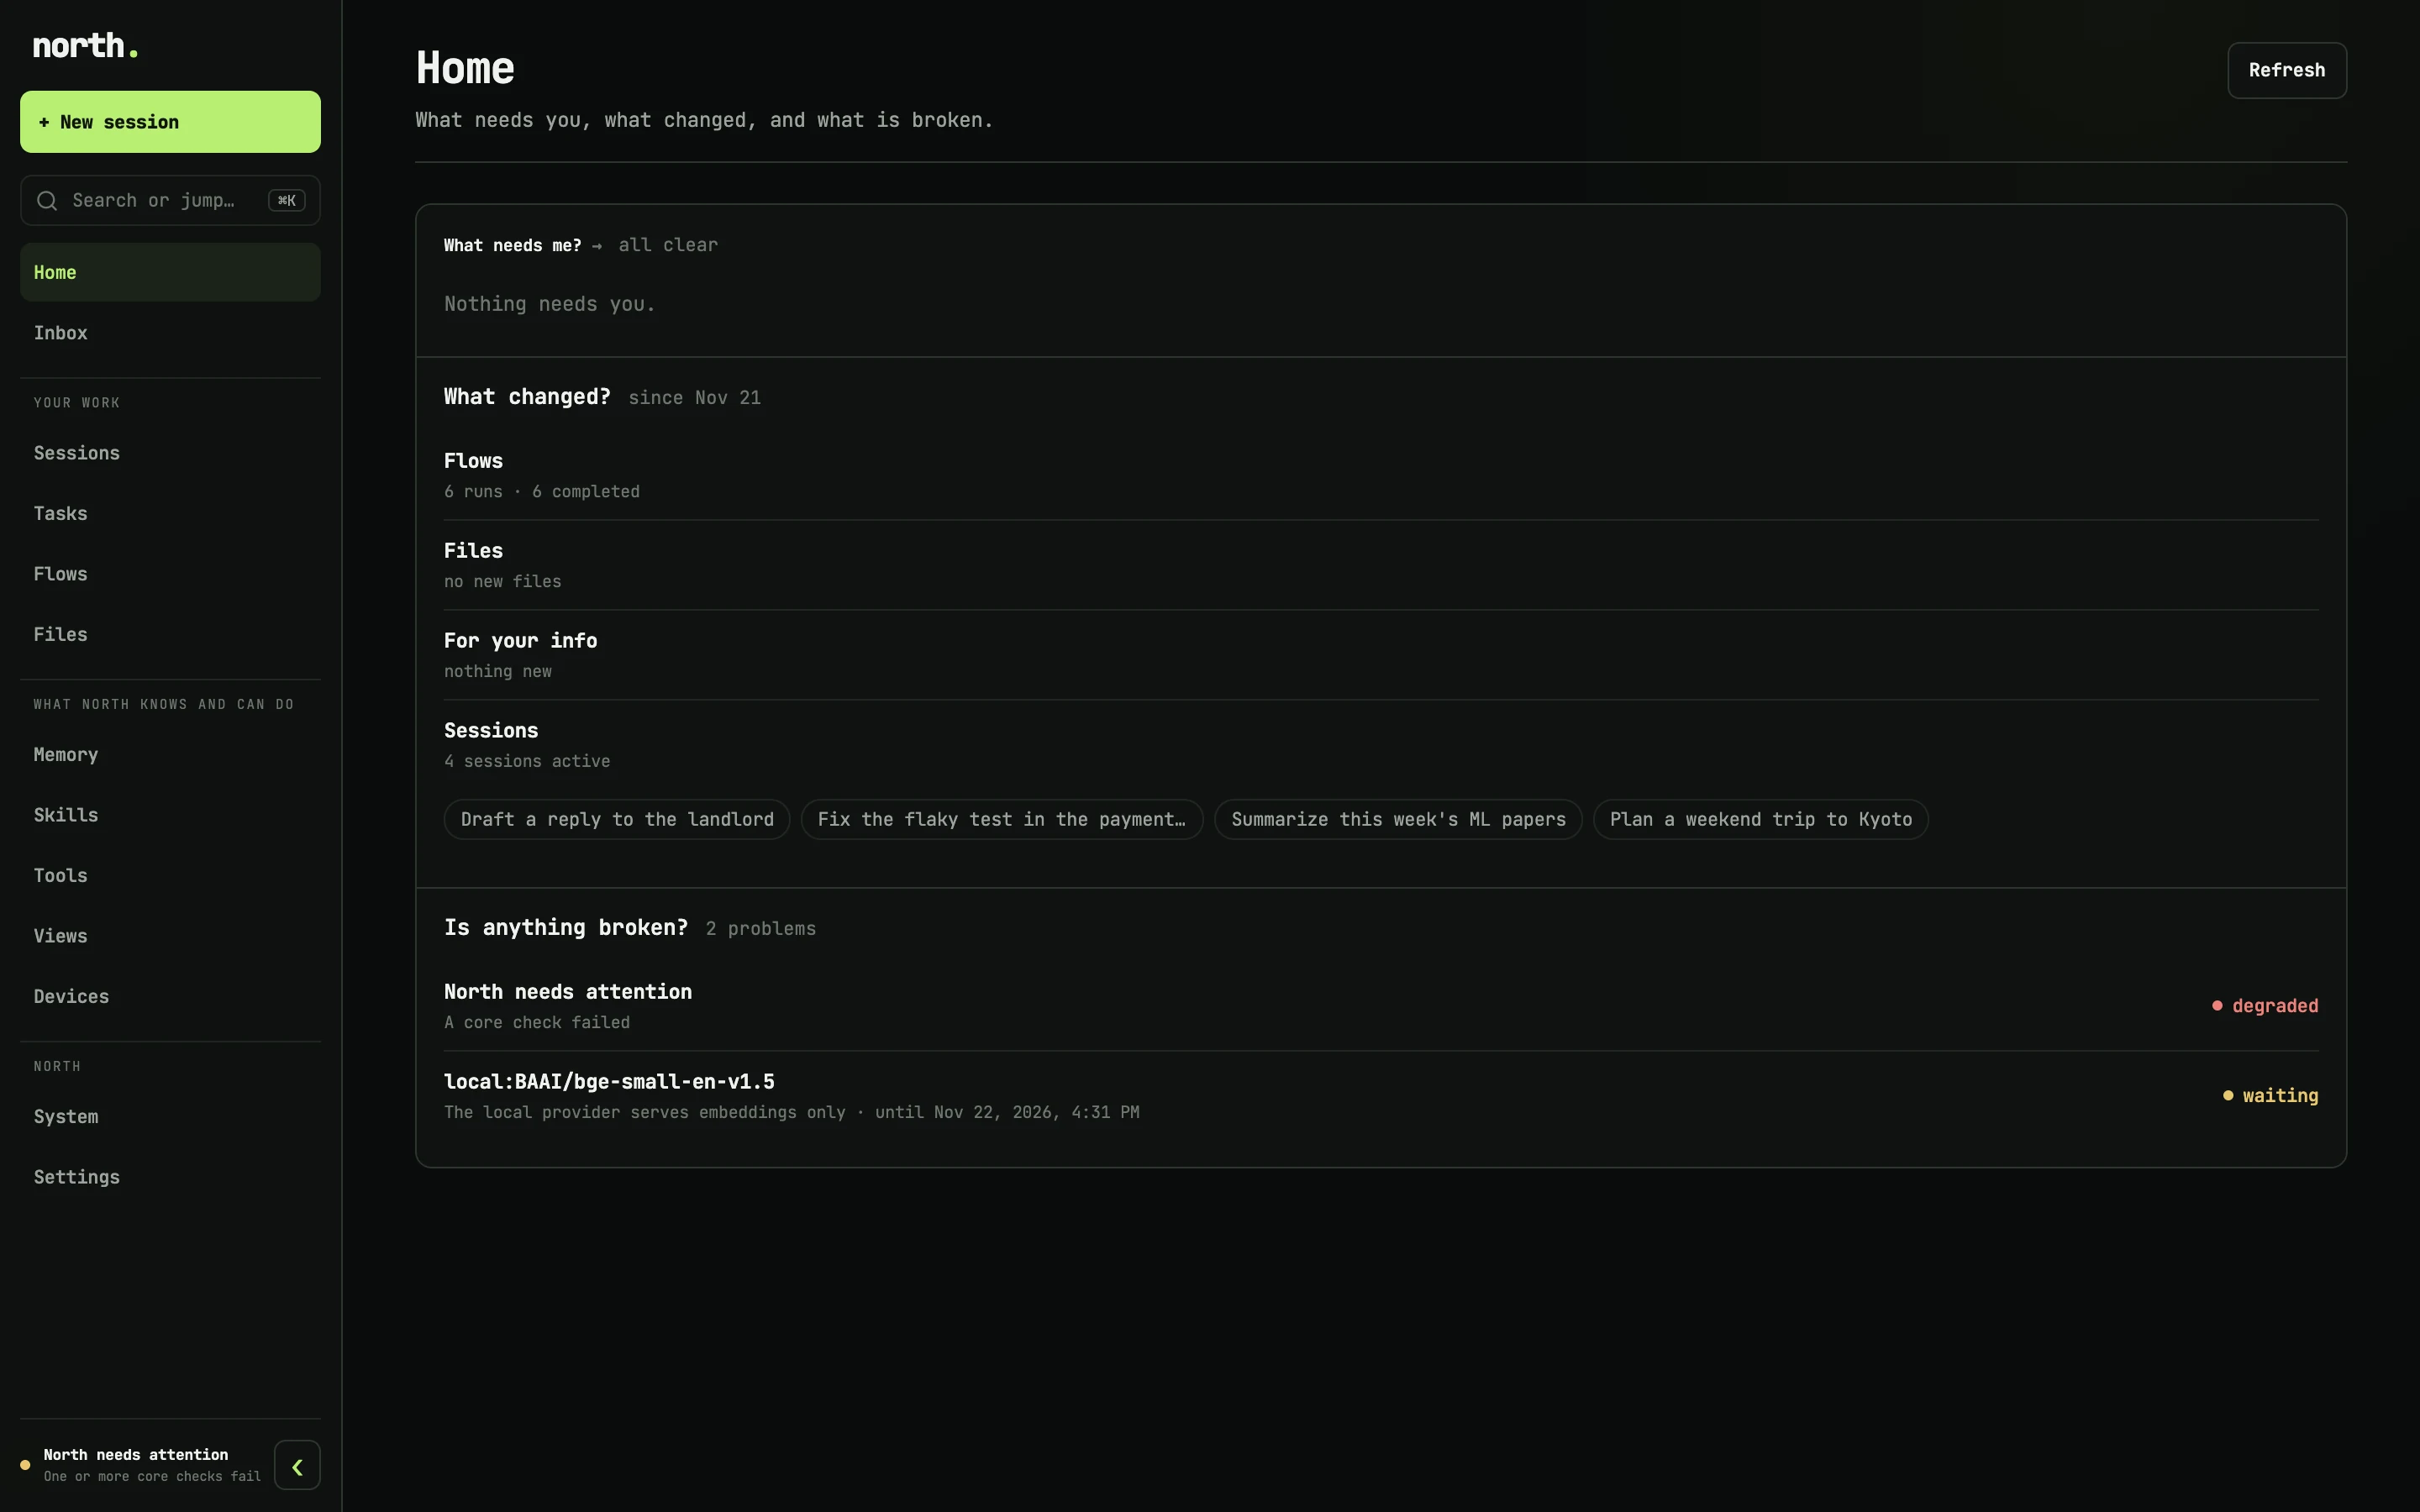 north.
+ New session
Search or jump… ⌘K
Home
Inbox
YOUR WORK
Sessions
Tasks
Flows
Files
WHAT NORTH KNOWS AND CAN DO
Memory
Skills
Tools
Views
Devices
NORTH
System
Settings
North needs attention
One or more core checks fail
Home
Refresh
What needs you, what changed, and what is broken.
What needs me? → all clear
Nothing needs you.
What changed? since Nov 21
Flows
6 runs · 6 completed
Files
no new files
For your info
nothing new
Sessions
4 sessions active
Draft a reply to the landlord
Fix the flaky test in the payment…
Summarize this week's ML papers
Plan a weekend trip to Kyoto
Is anything broken? 2 problems
North needs attention
A core check failed
degraded
local:BAAI/bge-small-en-v1.5
The local provider serves embeddings only · until Nov 22, 2026, 4:31 PM
waiting